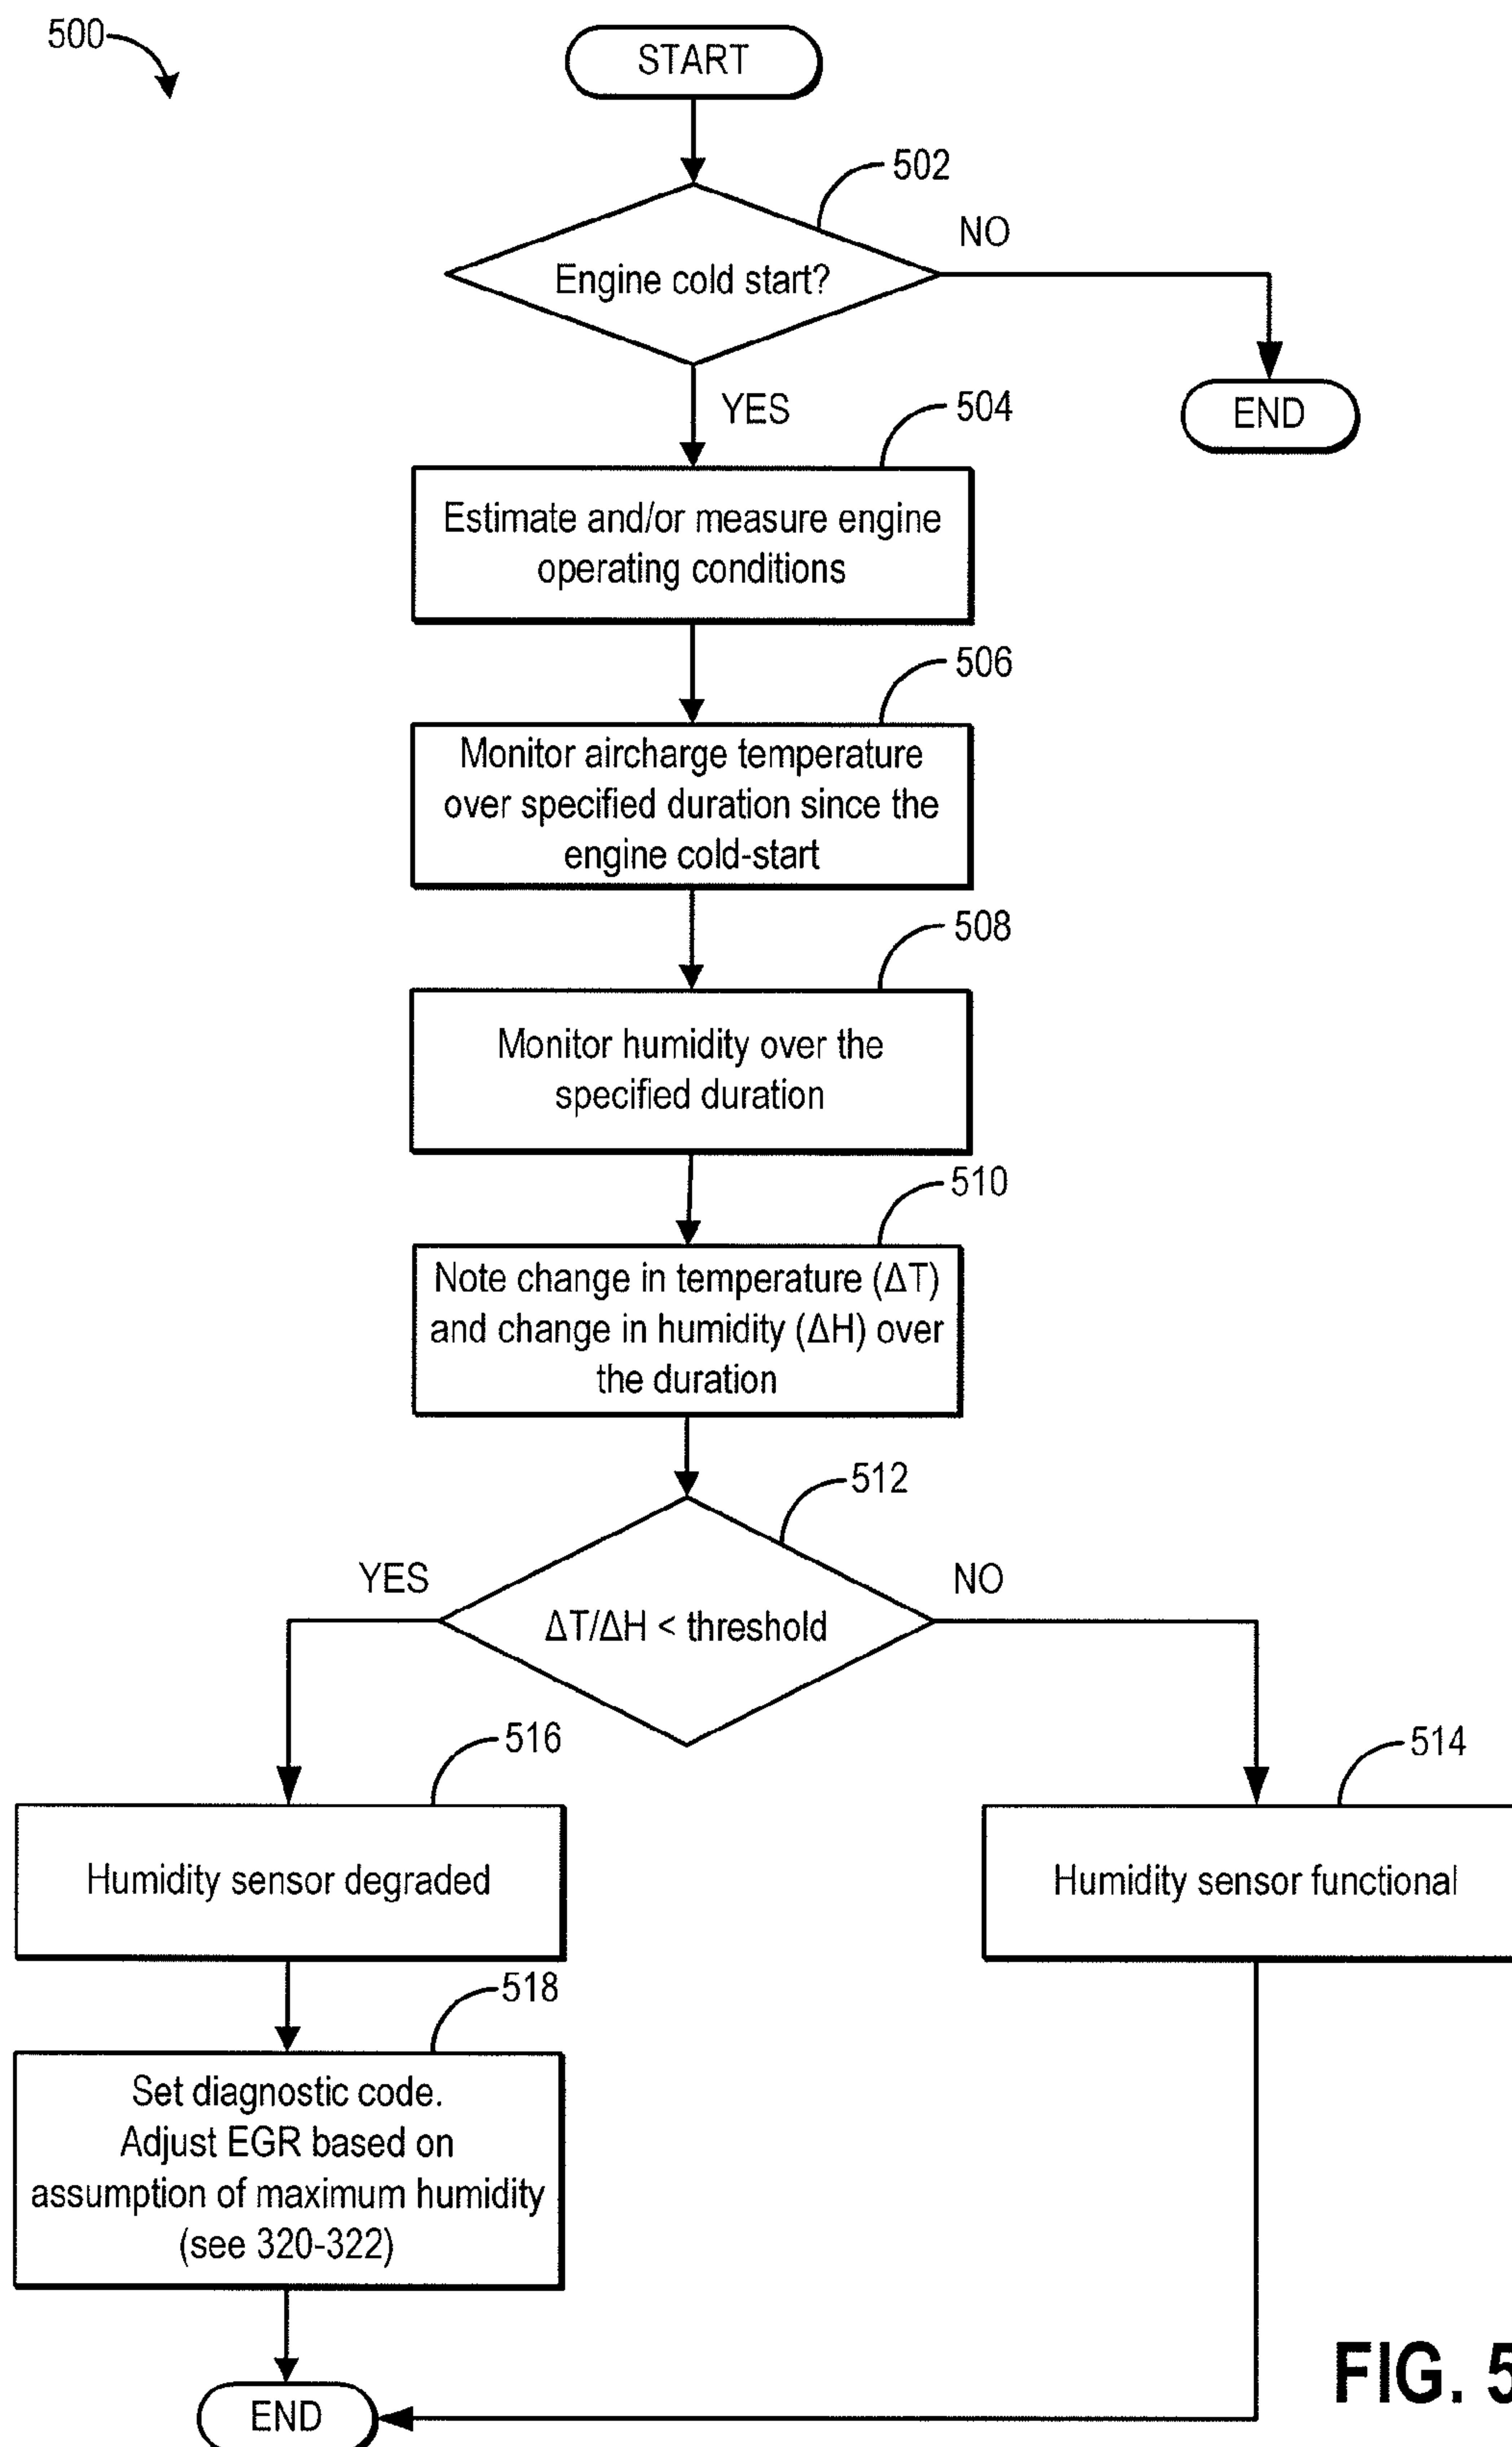 500
START
502
Engine cold start?
NO
END
YES
504
Estimate and/or measure engine
operating conditions
506
Monitor aircharge temperature
over specified duration since the
engine cold-start
508
Monitor humidity over the
specified duration
510
Note change in temperature (ΔT)
and change in humidity (ΔH) over
the duration
512
YES
NO
ΔT/ΔH < threshold
516
Humidity sensor degraded
514
Humidity sensor functional
518
Set diagnostic code.
Adjust EGR based on
assumption of maximum humidity
(see 320-322)
END
FIG. 5